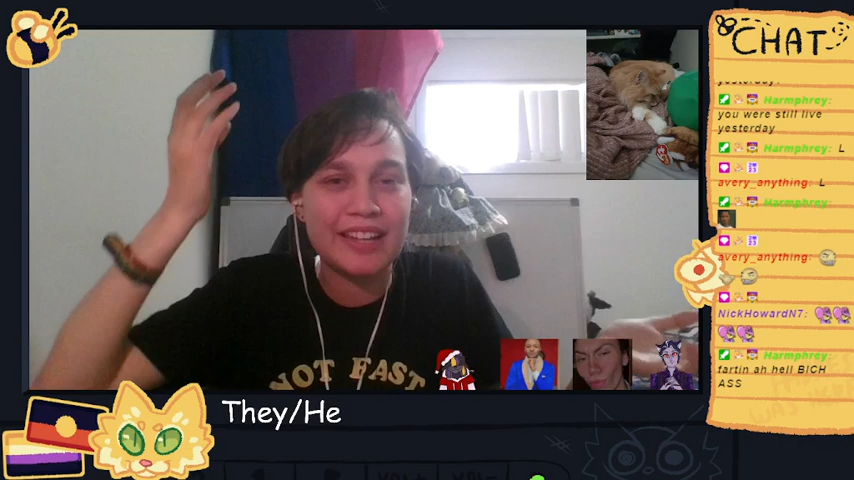 CHAT
yesterday.
Harmphrey:
you were still live
yesterday
Harmphrey: L
avery_anything: L
Harmphrey:
avery_anything:
NickHowardN7:
Harmphrey:
fartin ah hell BICH
ASS
NOT FAST
They/He